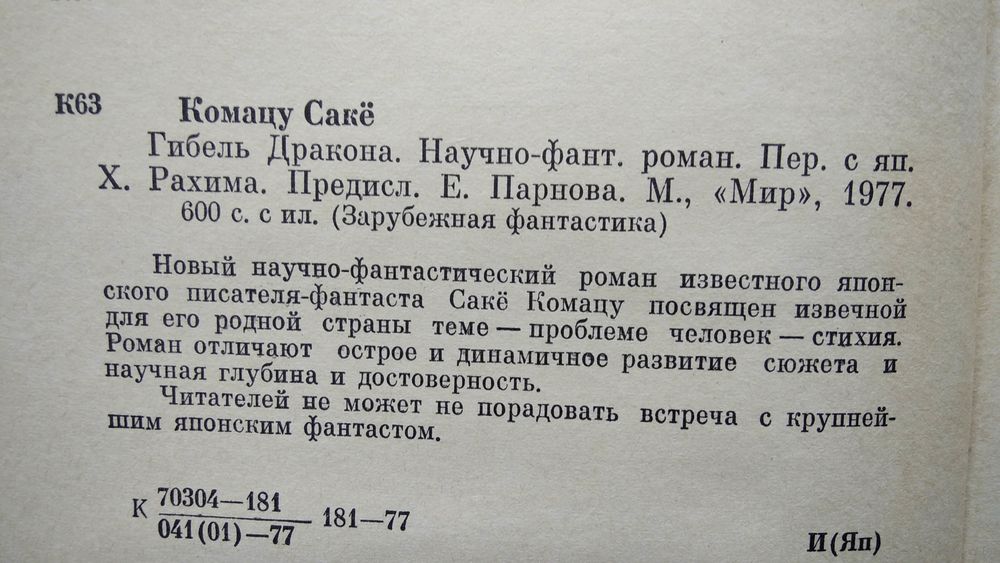 К63 Комацу Сакё
Гибель Дракона. Научно-фант. роман. Пер. с яп.
Х. Рахима. Предисл. Е. Парнова. М., «Мир», 1977.
600 с. с ил. (Зарубежная фантастика)
Новый научно-фантастический роман известного япон-
ского писателя-фантаста Сакё Комацу посвящен извечной
для его родной страны теме — проблеме человек — стихия.
Роман отличают острое и динамичное развитие сюжета и
научная глубина и достоверность.
Читателей не может не порадовать встреча с крупней-
шим японским фантастом.
К 70304—181
041(01)—77 181—77
И(Яп)